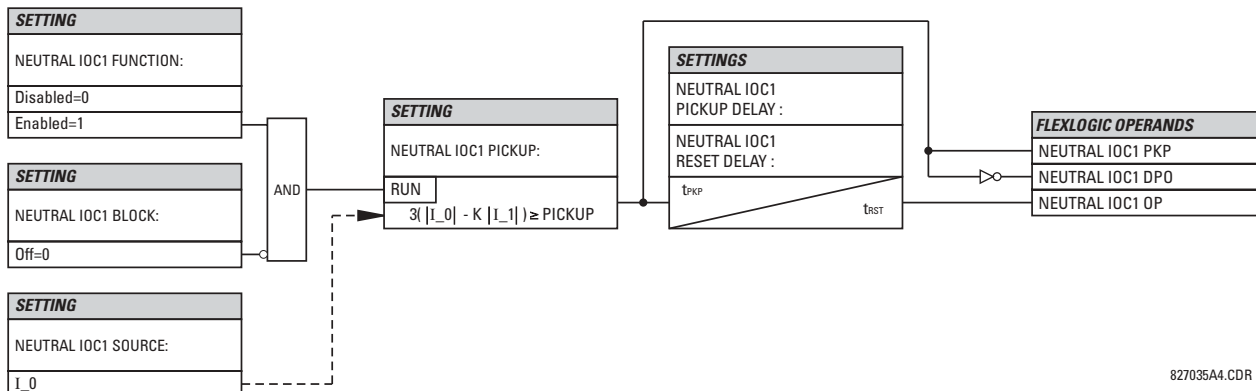 SETTING
NEUTRAL IOC1 FUNCTION:
Disabled=0
Enabled=1
SETTING
NEUTRAL IOC1 BLOCK:
Off=0
SETTING
NEUTRAL IOC1 SOURCE:
I_0
AND
SETTING
NEUTRAL IOC1 PICKUP:
RUN
3( |I_0| - K |I_1| ) ≥ PICKUP
SETTINGS
NEUTRAL IOC1
PICKUP DELAY :
NEUTRAL IOC1
RESET DELAY :
tPKP
tRST
FLEXLOGIC OPERANDS
NEUTRAL IOC1 PKP
NEUTRAL IOC1 DPO
NEUTRAL IOC1 OP
827035A4.CDR